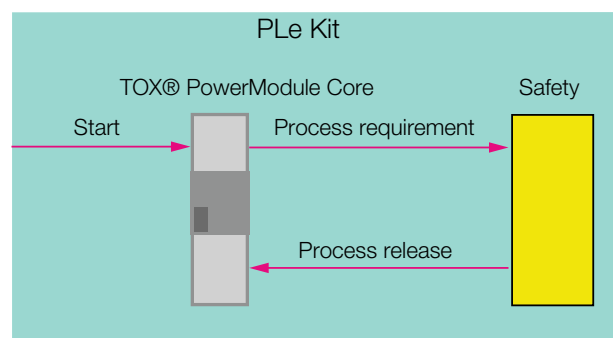 PLe Kit
TOX® PowerModule Core
Safety
Start
Process requirement
Process release